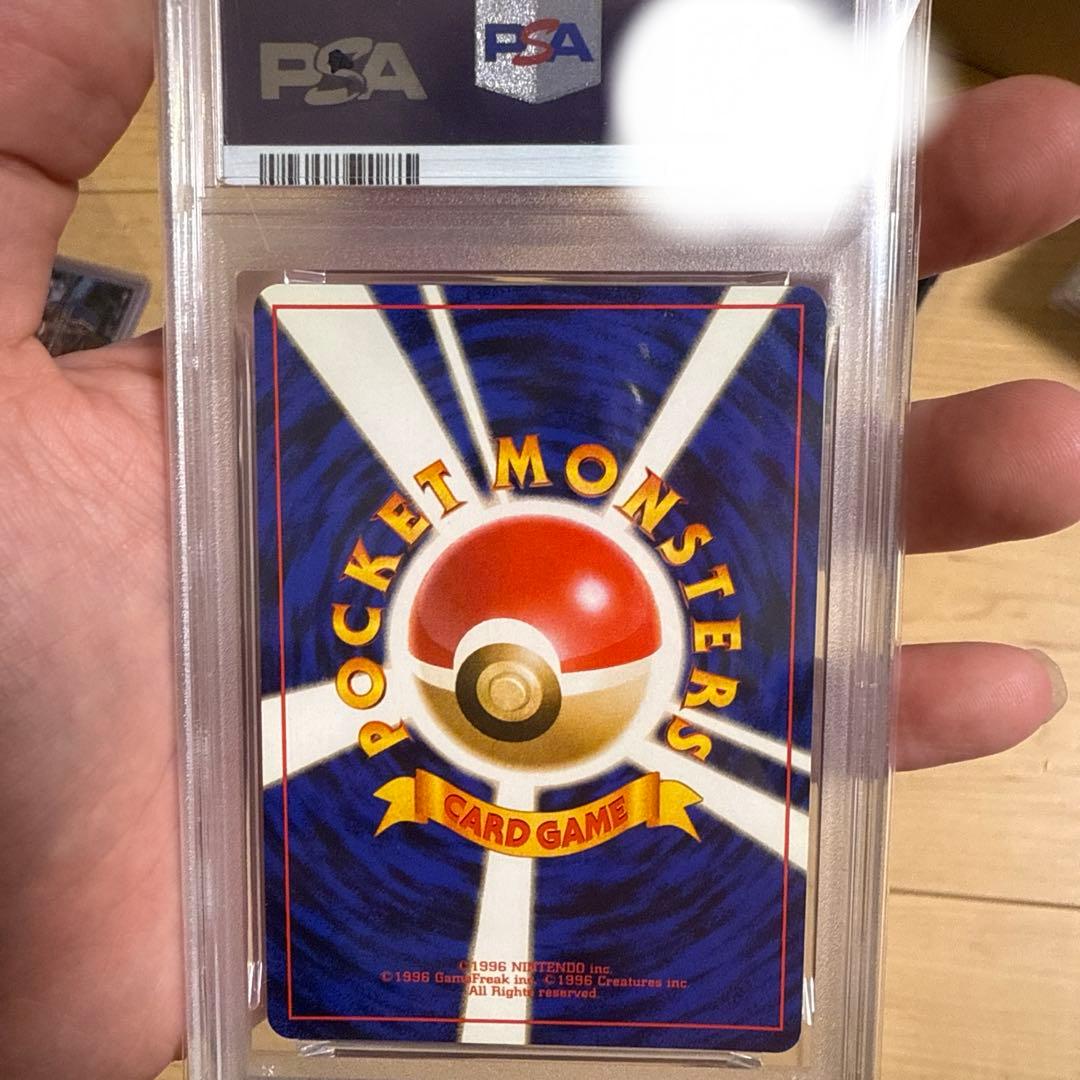 PSA PSA
POCKET MONSTERS
CARD GAME
©1996 NINTENDO inc.
©1996 GameFreak inc. ©1996 Creatures inc.
All Rights reserved.